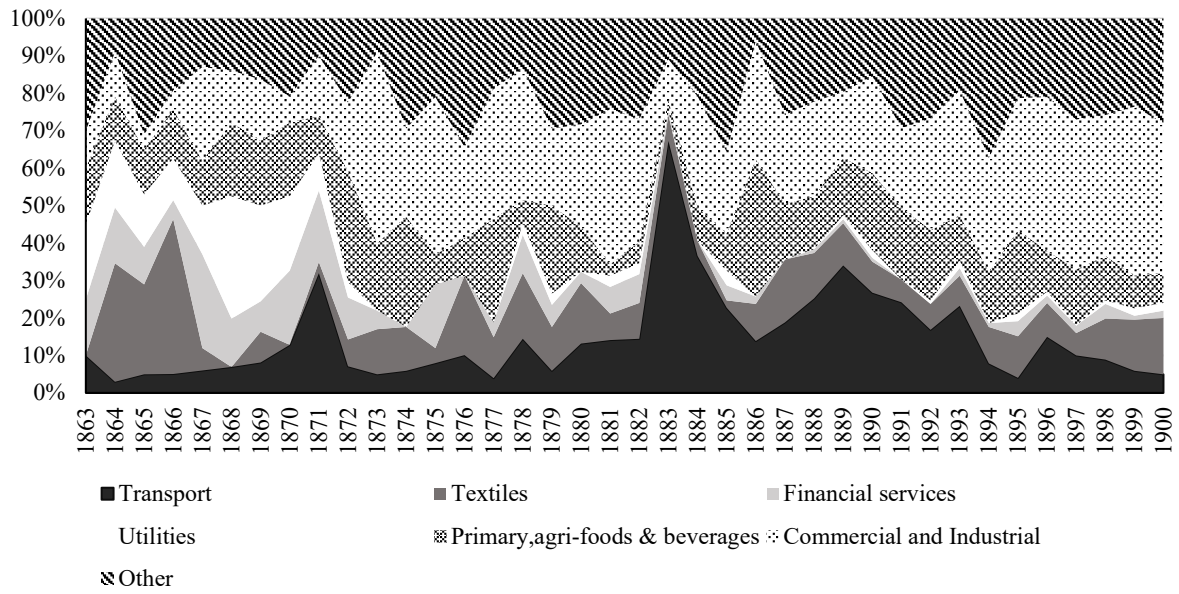 100%
90%
80%
70%
60%
50%
40%
30%
20%
10%
0%
1863 1864 1865 1866 1867 1868 1869 1870 1871 1872 1873 1874 1875 1876 1877 1878 1879 1880 1881 1882 1883 1884 1885 1886 1887 1888 1889 1890 1891 1892 1893 1894 1895 1896 1897 1898 1899 1900
Transport Textiles Financial services
Utilities Primary,agri-foods & beverages Commercial and Industrial
Other